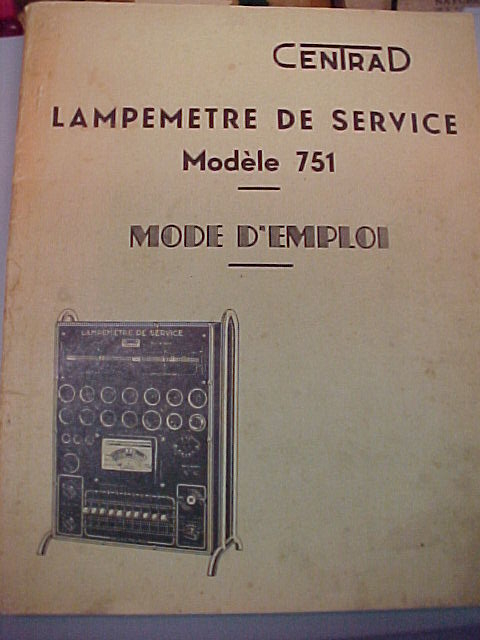 CENTRAD
LAMPEMETRE DE SERVICE
Modèle 751
MODE D'EMPLOI
LAMPEMETRE DE SERVICE